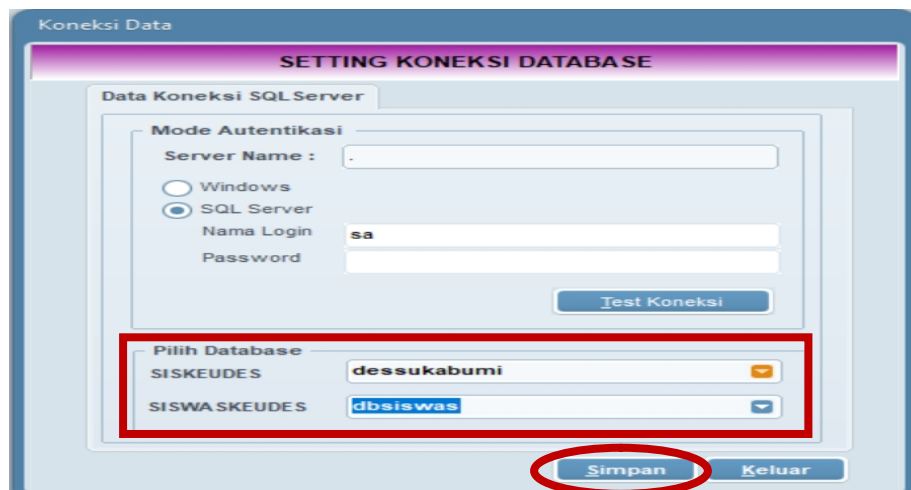 Koneksi Data
SETTING KONEKSI DATABASE
Data Koneksi SQLServer
Mode Autentikasi
Server Name : .
Windows
SQL Server
Nama Login sa
Password
Test Koneksi
Pilih Database
SISKEUDES dessukabumi
SISWASKEUDES dbsiswas
Simpan Keluar